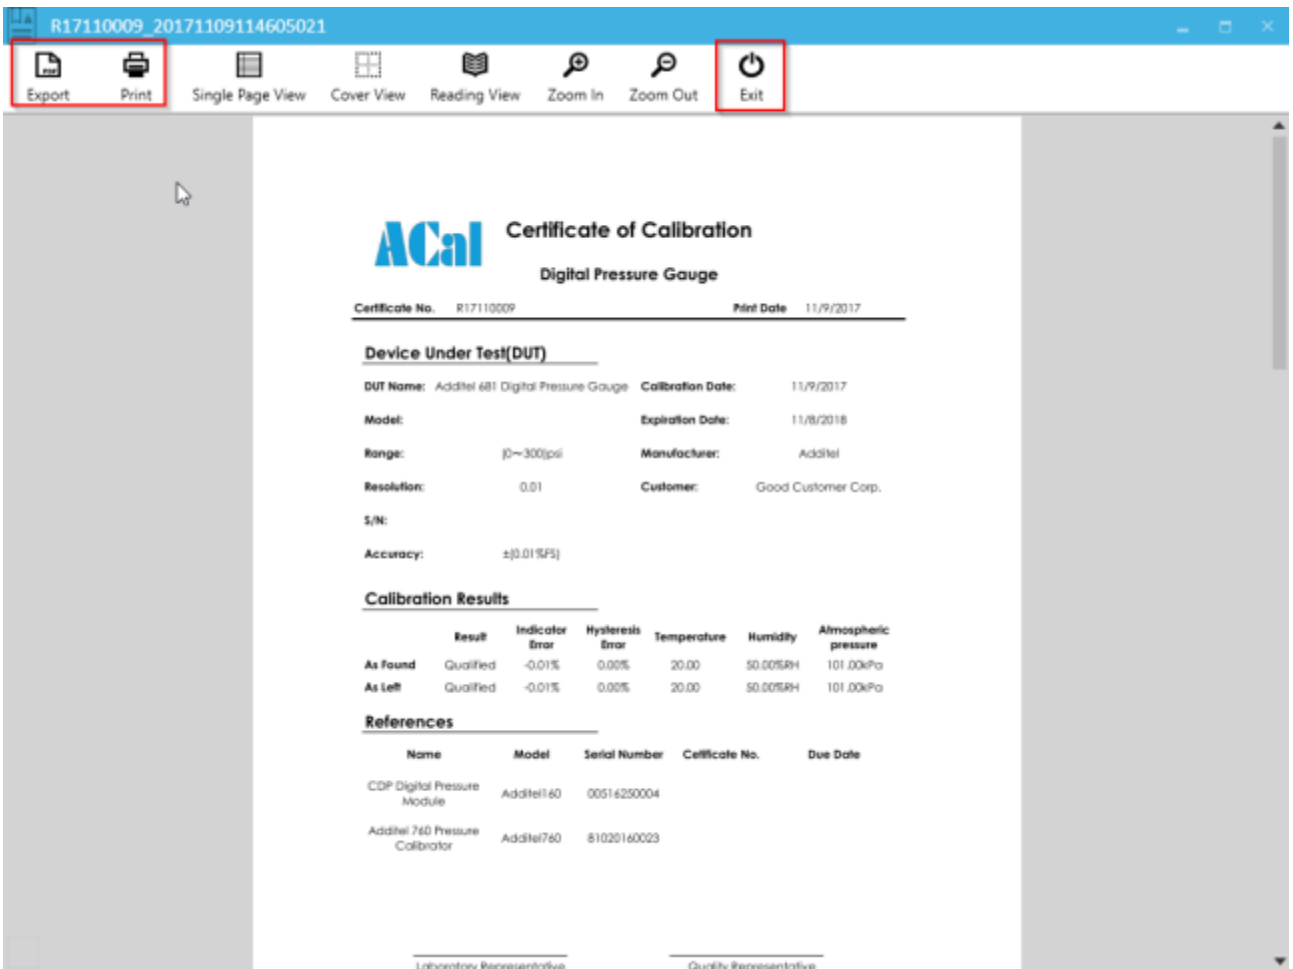 R17110009_20171109114605021
Export Print Single Page View Cover View Reading View Zoom In Zoom Out Exit
ACal
Certificate of Calibration
Digital Pressure Gauge
Certificate No. R17110009 Print Date 11/9/2017
Device Under Test(DUT)
DUT Name: Additel 681 Digital Pressure Gauge Calibration Date: 11/9/2017
Model: Expiration Date: 11/8/2018
Range: (0~300)psi Manufacturer: Additel
Resolution: 0.01 Customer: Good Customer Corp.
S/N:
Accuracy: ±(0.01%FS)
Calibration Results
Result Indicator Error Hysteresis Error Temperature Humidity Atmospheric pressure
As Found Qualified -0.01% 0.00% 20.00 50.00%RH 101.00kPa
As Left Qualified -0.01% 0.00% 20.00 50.00%RH 101.00kPa
References
Name Model Serial Number Cetificate No. Due Date
CDP Digital Pressure Module Additel160 00516250004
Additel 760 Pressure Calibrator Additel760 81020160023
Laboratory Representative Quality Representative